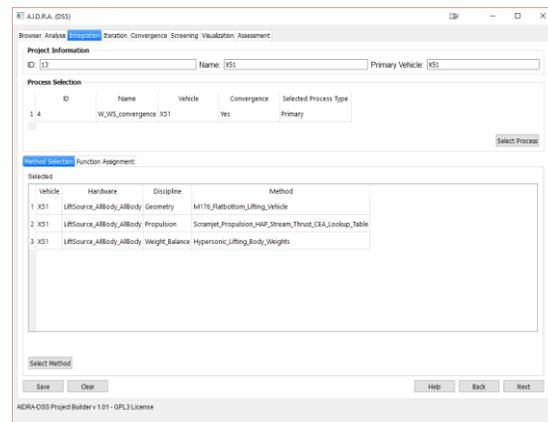 A.I.D.R.A. (DSS)
Browser Analysis Integration Iteration Convergence Screening Visualization Assessment
Project Information
ID: 13 Name: X51 Primary Vehicle: X51
Process Selection
ID Name Vehicle Convergence Selected Process Type
1 4 W_WS_convergence X51 Yes Primary
Select Process
Method Selection Function Assignment
Selected
Vehicle Hardware Discipline Method
1 X51 LiftSource_AllBody_AllBody Geometry M176_Flatbottom_Lifting_Vehicle
2 X51 LiftSource_AllBody_AllBody Propulsion Scramjet_Propulsion_HAP_Stream_Thrust_CEA_Lookup_Table
3 X51 LiftSource_AllBody_AllBody Weight_Balance Hypersonic_Lifting_Body_Weights
Select Method
Save Clear Help Back Next
AIDRA-DSS Project Builder v 1.01 - GPL3 License